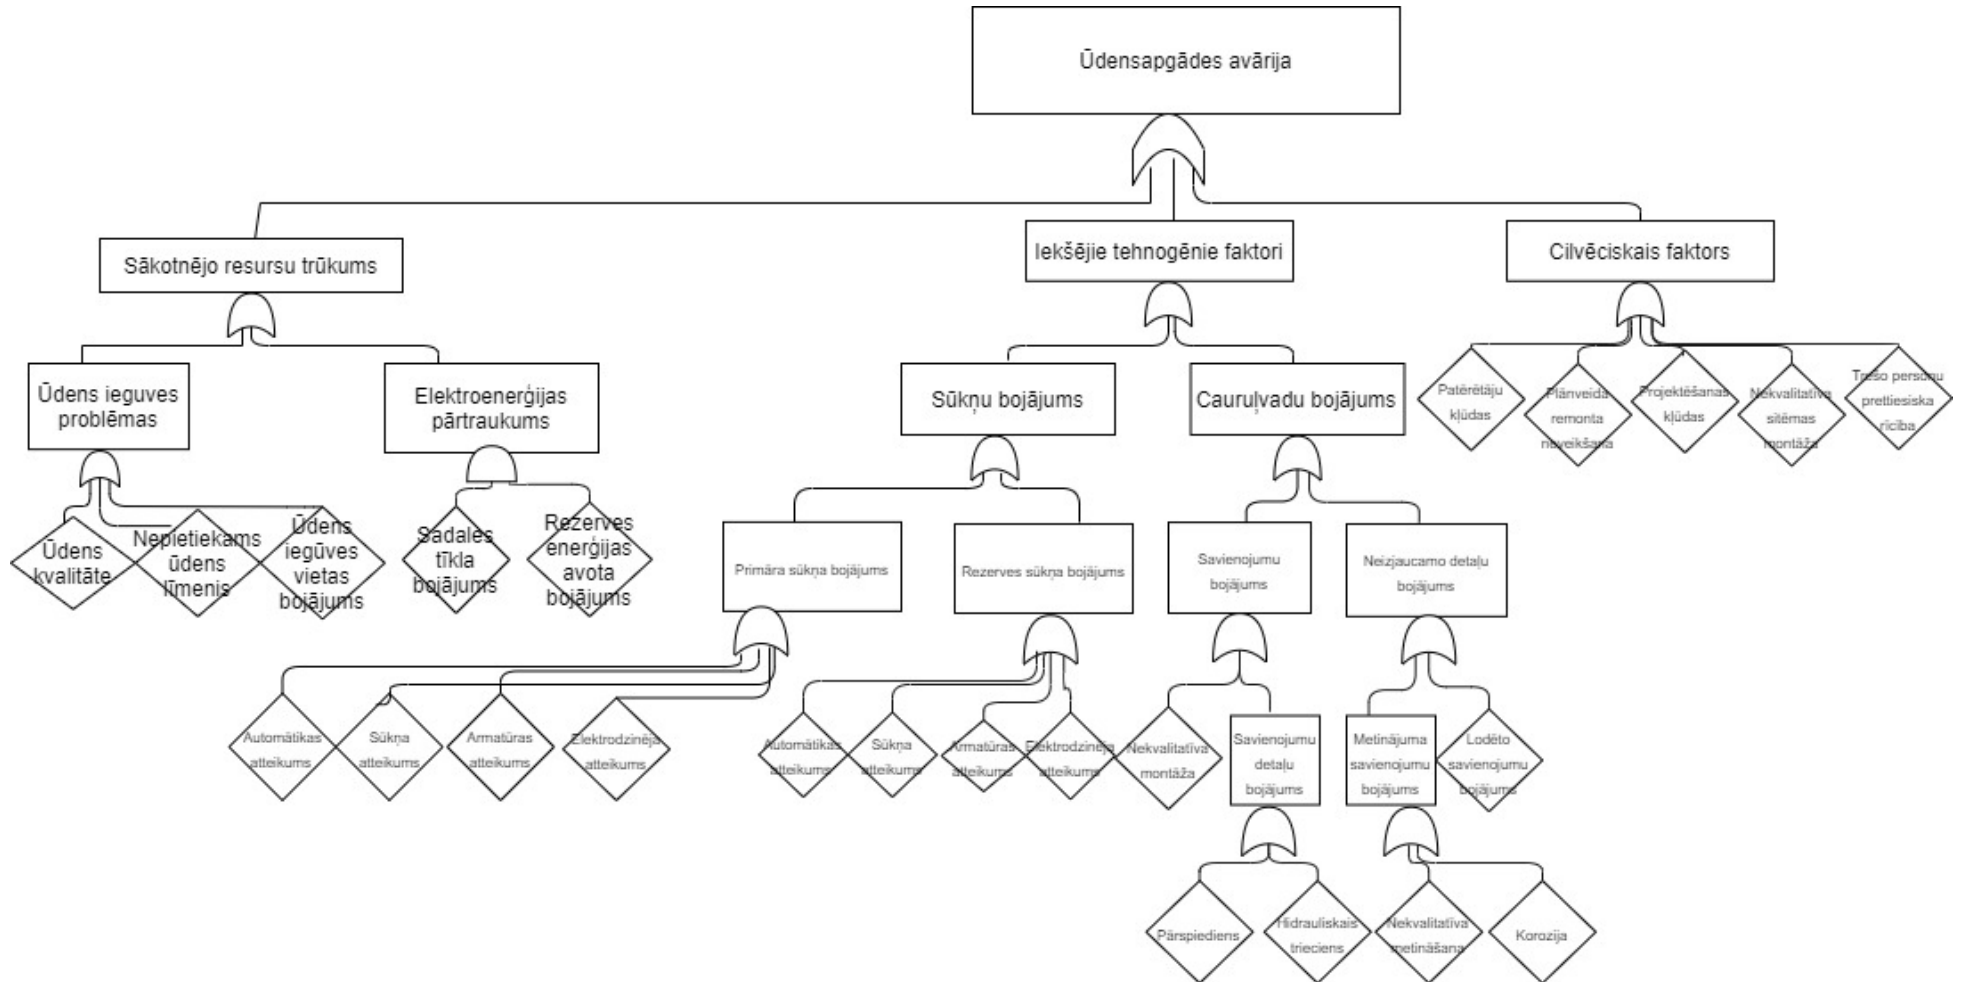 Ūdensapgādes avārija
Sākotnējo resursu trūkums
Iekšējie tehnogēnie faktori
Cilvēciskais faktors
Ūdens ieguves
problēmas
Elektroenerģijas
pārtraukums
Sūkņu bojājums
Cauruļvadu bojājums
Patērētāju
kļūdas
Plānveida
remonta
neveikšana
Projektēšanas
kļūdas
Nekvalitatīva
sitēmas
montāža
Trešo personu
prettiesiska
rīcība
Ūdens
kvalitāte
Nepietiekams
ūdens
līmenis
Ūdens
iegūves
vietas
bojājums
Sadales
tīkla
bojājums
Rezerves
enerģijas
avota
bojājums
Primāra sūkņa bojājums
Rezerves sūkņa bojājums
Savienojumu
bojājums
Neizjaucamo detaļu
bojājums
Automātikas
atteikums
Sūkņa
atteikums
Armatūras
atteikums
Elektrodzinēja
atteikums
Automātikas
atteikums
Sūkņa
atteikums
Armatūras
atteikums
Elektrodzinēja
atteikums
Nekvalitatīva
montāža
Savienojumu
detaļu
bojājums
Metinājuma
savienojumu
bojājums
Lodēto
savienojumu
bojājums
Pārspiediens
Hidrauliskais
trieciens
Nekvalitatīva
metināšana
Korozija